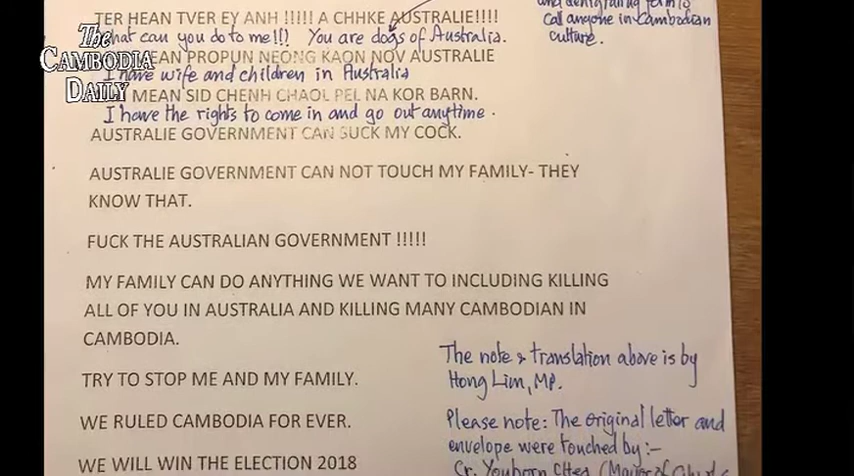 The
CAMBODIA
DAILY
TER HEAN TVER EY ANH !!!!! A CHHKE AUSTRALIE!!!!
What can you do to me!!! You are dogs of Australia.
MEAN PROPUN NEONG KAON NOV AUSTRALIE
I have wife and children in Australia
MEAN SID CHENH CHAOL PEL NA KOR BARN.
I have the rights to come in and go out anytime.
AUSTRALIE GOVERNMENT CAN SUCK MY COCK.
AUSTRALIE GOVERNMENT CAN NOT TOUCH MY FAMILY- THEY
KNOW THAT.
FUCK THE AUSTRALIAN GOVERNMENT !!!!!
MY FAMILY CAN DO ANYTHING WE WANT TO INCLUDING KILLING
ALL OF YOU IN AUSTRALIA AND KILLING MANY CAMBODIAN IN
CAMBODIA.
TRY TO STOP ME AND MY FAMILY.
WE RULED CAMBODIA FOR EVER.
WE WILL WIN THE ELECTION 2018
and denigrating term to
call anyone in Cambodian
culture.
The note & translation above is by
Hong Lim, MP.
Please note: The original letter and
envelope were touched by:-
Cr. Youhorn Chea (Mayor of